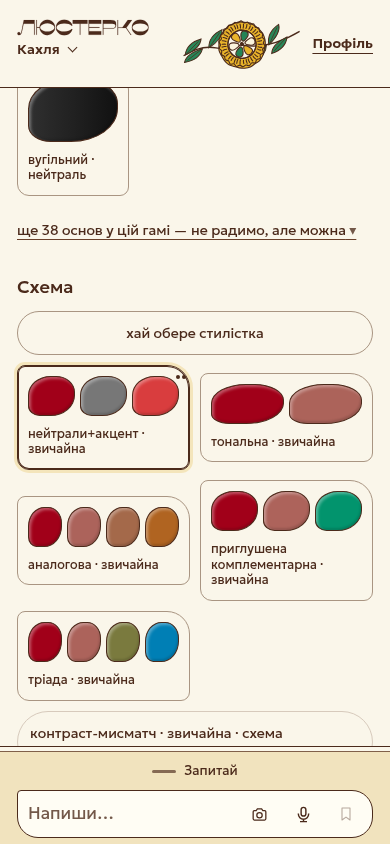 ЛЮСТЕРКО
Кахля
Профіль
вугільний ·
нейтраль
ще 38 основ у цій гамі — не радимо, але можна ▾
Схема
хай обере стилістка
нейтрали+акцент ·
звичайна
тональна · звичайна
аналогова · звичайна
приглушена
комплементарна ·
звичайна
тріада · звичайна
контраст-мисматч · звичайна · схема
Запитай
Напиши...